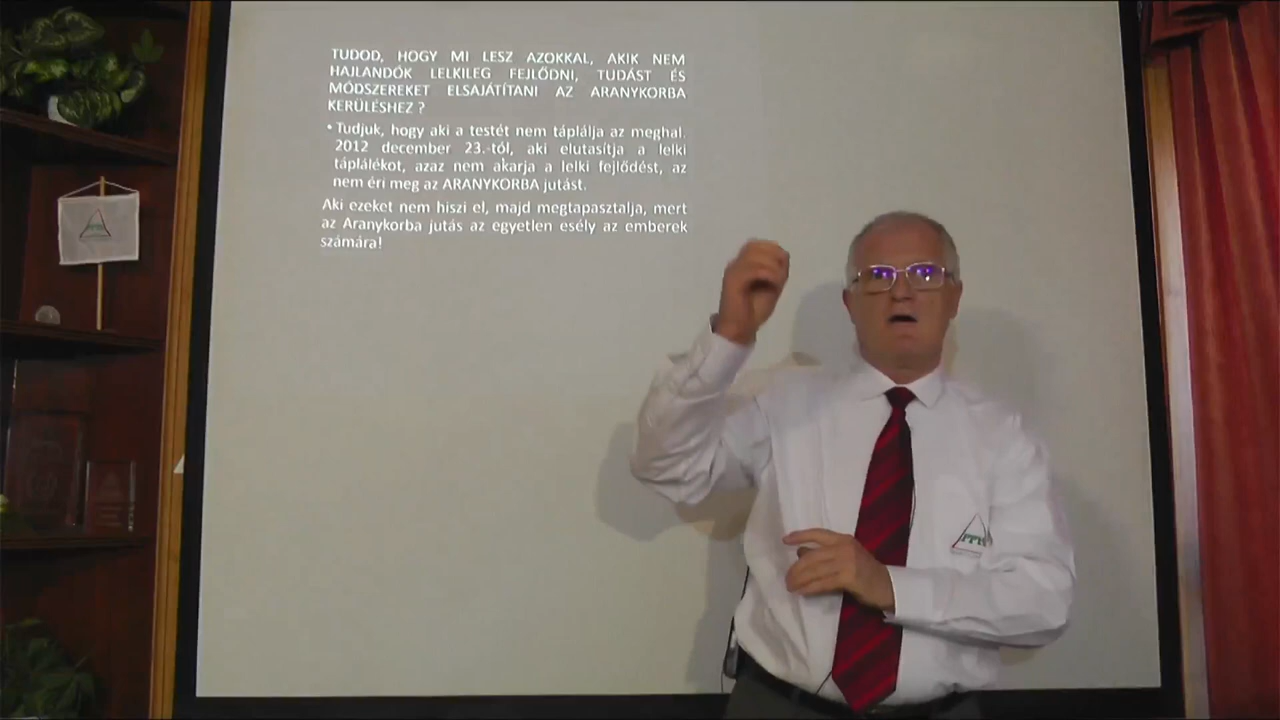 TUDOD, HOGY MI LESZ AZOKKAL, AKIK NEM
HAJLANDÓK LELKILEG FEJLŐDNI, TUDÁST ÉS
MÓDSZEREKET ELSAJÁTÍTANI AZ ARANYKORBA
KERÜLÉSHEZ ?
• Tudjuk, hogy aki a testét nem táplálja az meghal.
2012 december 23.-tól, aki elutasítja a lelki
táplálékot, azaz nem akarja a lelki fejlődést, az
nem éri meg az ARANYKORBA jutást.
Aki ezeket nem hiszi el, majd megtapasztalja, mert
az Aranykorba jutás az egyetlen esély az emberek
számára!